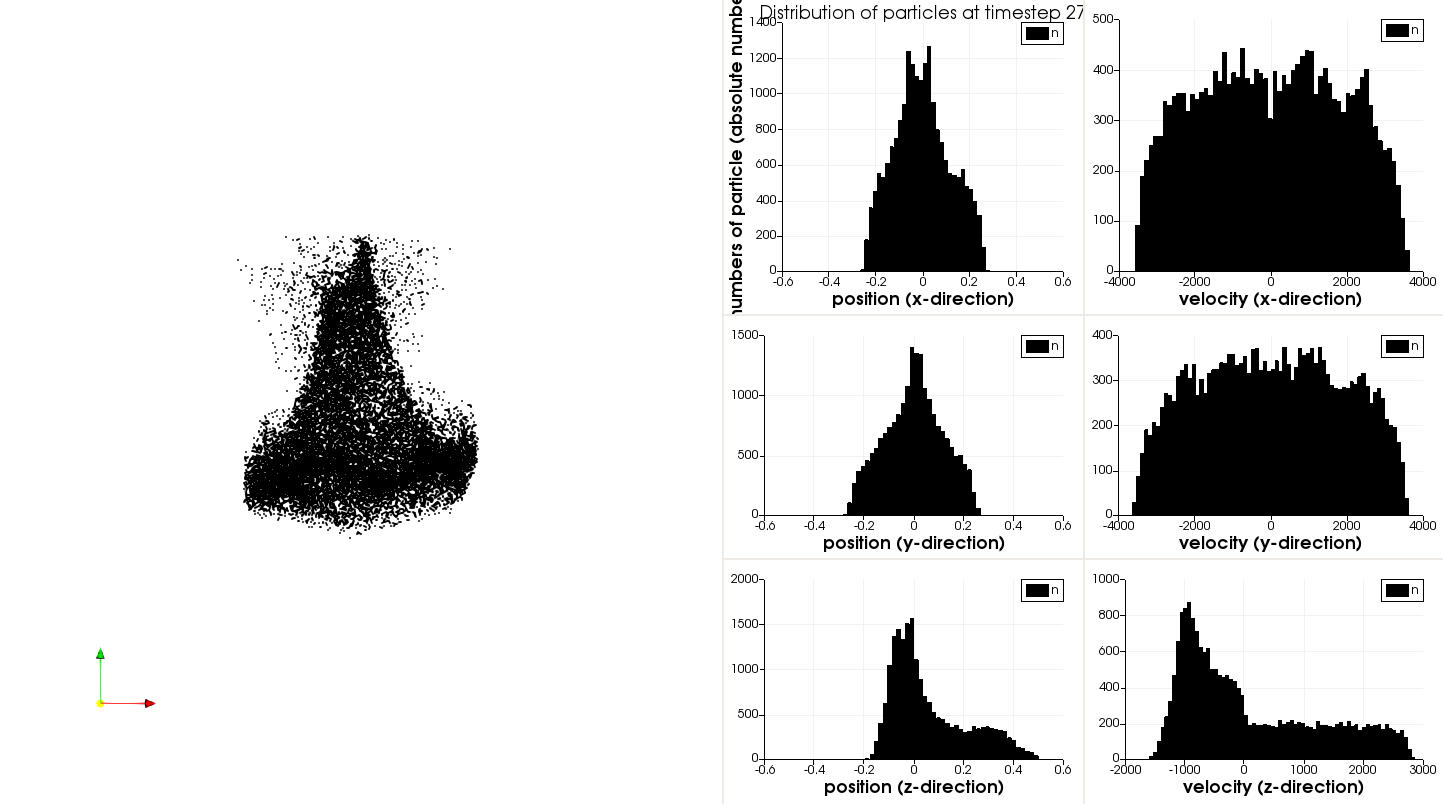 Distribution of particles at timestep 27
numbers of particle (absolute numbe
1400
1200
1000
800
600
400
200
0
-0.6 -0.4 -0.2 0 0.2 0.4 0.6
position (x-direction)
n
500
400
300
200
100
0
-4000 -2000 0 2000 4000
velocity (x-direction)
n
1500
1000
500
0
-0.6 -0.4 -0.2 0 0.2 0.4 0.6
position (y-direction)
n
400
300
200
100
0
-4000 -2000 0 2000 4000
velocity (y-direction)
n
2000
1500
1000
500
0
-0.6 -0.4 -0.2 0 0.2 0.4 0.6
position (z-direction)
n
1000
800
600
400
200
0
-2000 -1000 0 1000 2000 3000
velocity (z-direction)
n